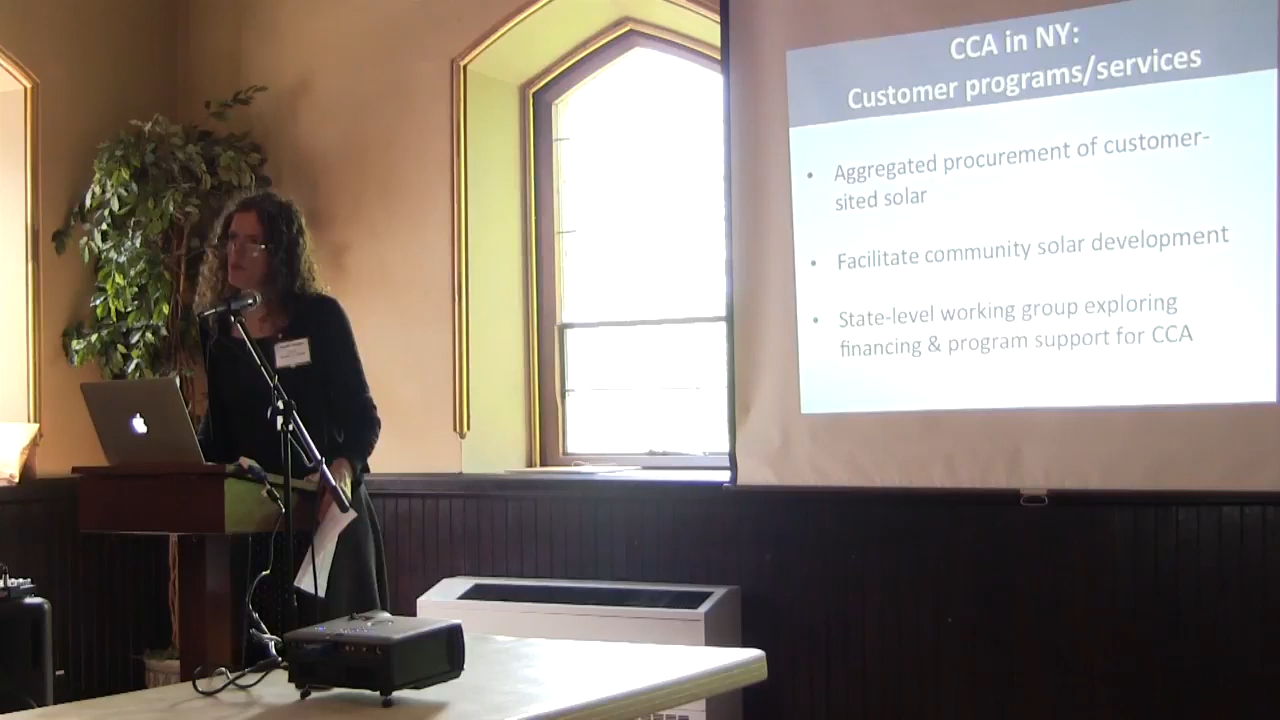 CCA in NY:
Customer programs/services
• Aggregated procurement of customer-
sited solar
• Facilitate community solar development
• State-level working group exploring
financing & program support for CCA